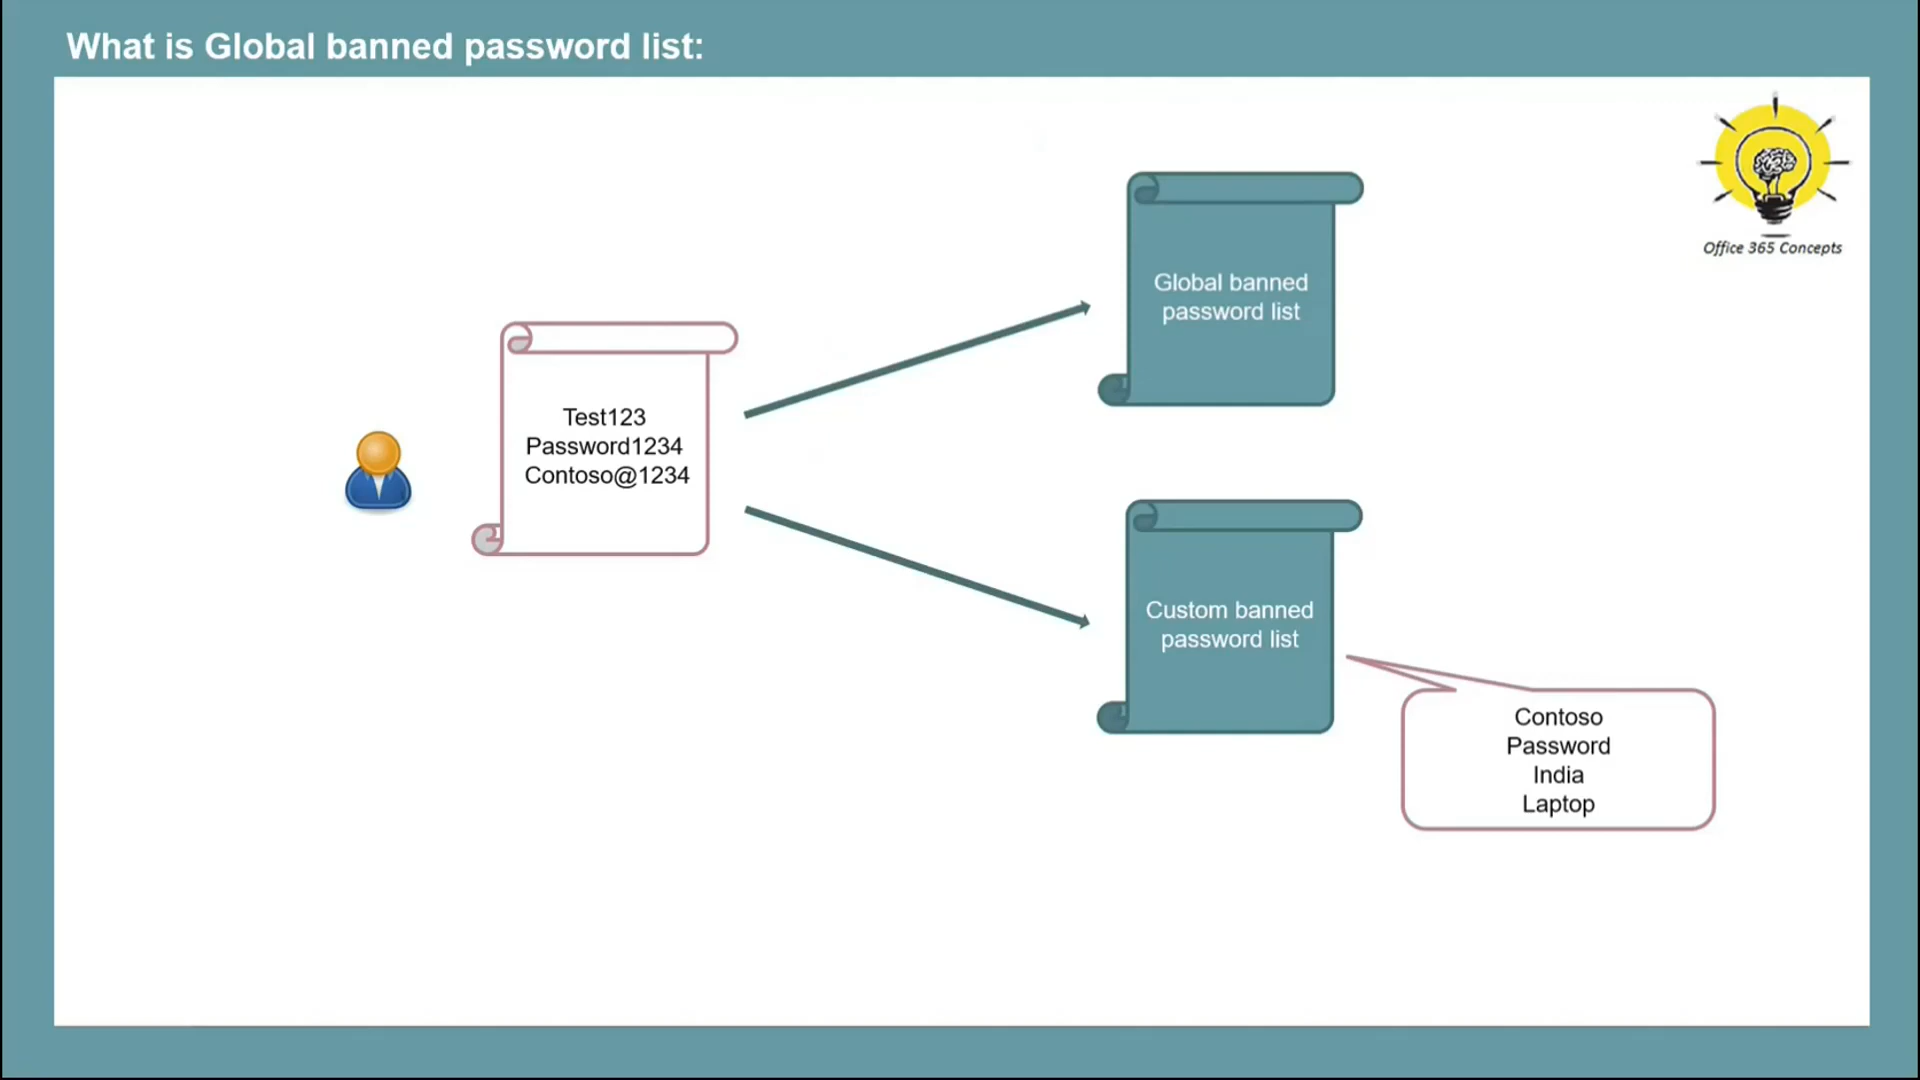 What is Global banned password list:
Office 365 Concepts
Global banned
password list
Test123
Password1234
Contoso@1234
Custom banned
password list
Contoso
Password
India
Laptop